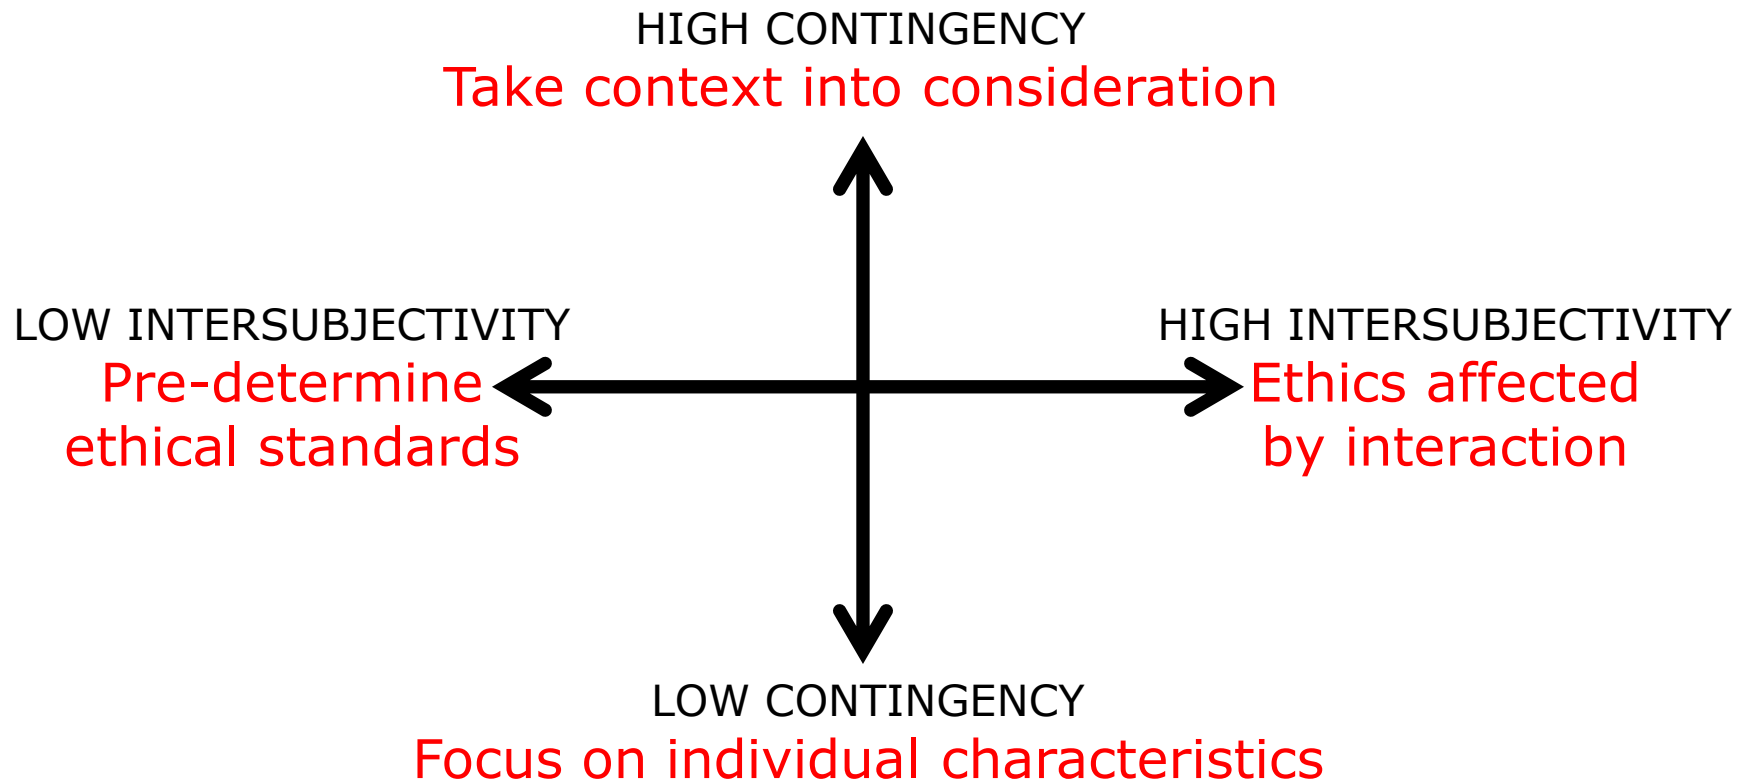 HIGH CONTINGENCY
Take context into consideration
LOW INTERSUBJECTIVITY
Pre-determine
ethical standards
HIGH INTERSUBJECTIVITY
Ethics affected
by interaction
LOW CONTINGENCY
Focus on individual characteristics